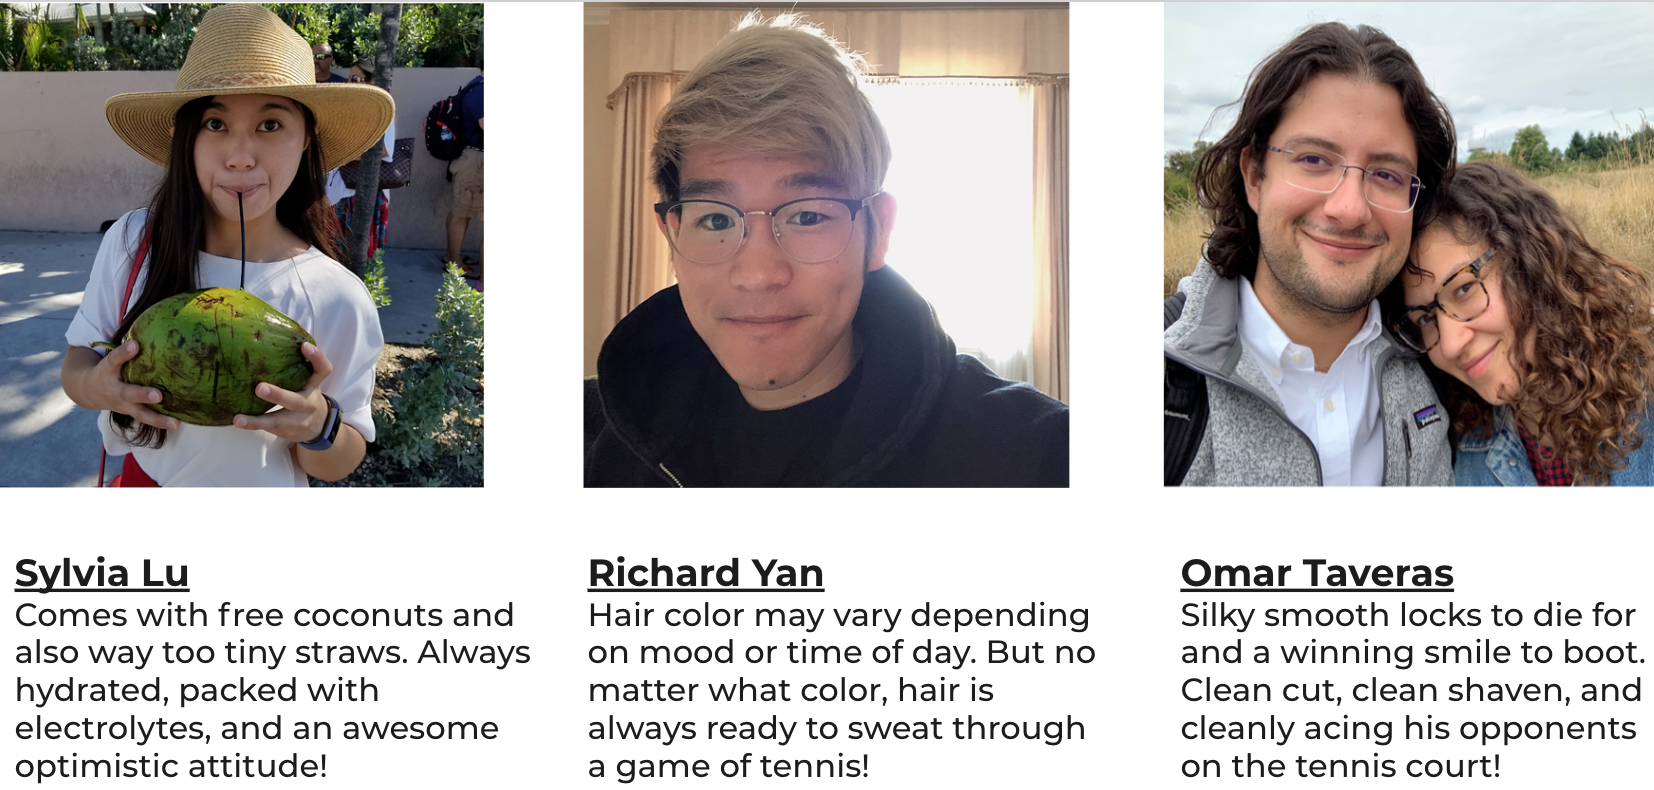 Sylvia Lu
Comes with free coconuts and
also way too tiny straws. Always
hydrated, packed with
electrolytes, and an awesome
optimistic attitude!
Richard Yan
Hair color may vary depending
on mood or time of day. But no
matter what color, hair is
always ready to sweat through
a game of tennis!
Omar Taveras
Silky smooth locks to die for
and a winning smile to boot.
Clean cut, clean shaven, and
cleanly acing his opponents
on the tennis court!